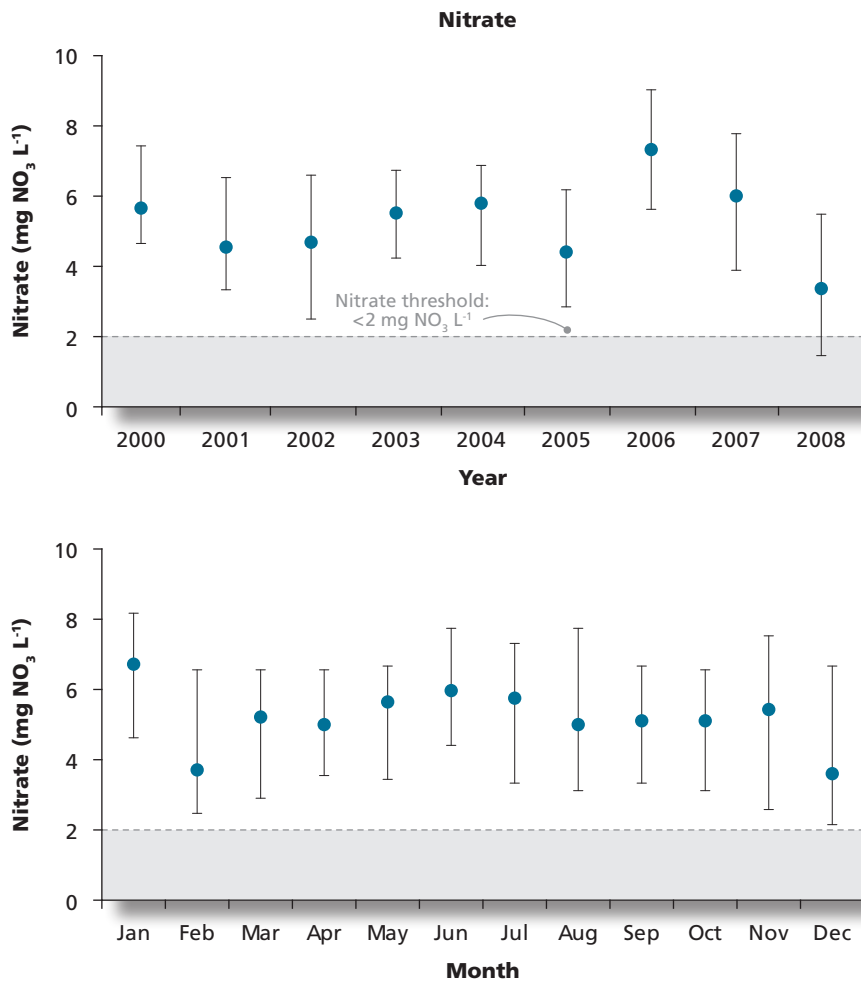 Nitrate
Nitrate (mg NO₃ L⁻¹)
10
8
6
4
2
0
Nitrate threshold:
<2 mg NO₃ L⁻¹
2000 2001 2002 2003 2004 2005 2006 2007 2008
Year
Nitrate (mg NO₃ L⁻¹)
10
8
6
4
2
0
Jan Feb Mar Apr May Jun Jul Aug Sep Oct Nov Dec
Month